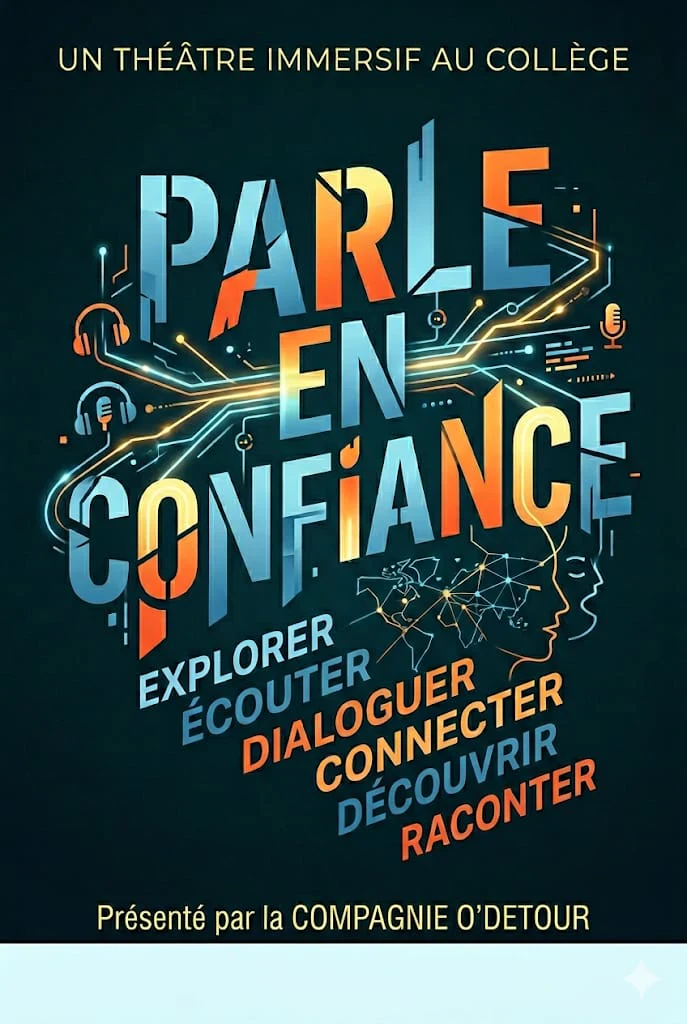 UN THÉÂTRE IMMERSIF AU COLLÈGE
PARLE
EN
CONFiANCE
EXPLORER
ÉCOUTER
DIALOGUER
CONNECTER
DÉCOUVRIR
RACONTER
Présenté par la COMPAGNIE O'DETOUR